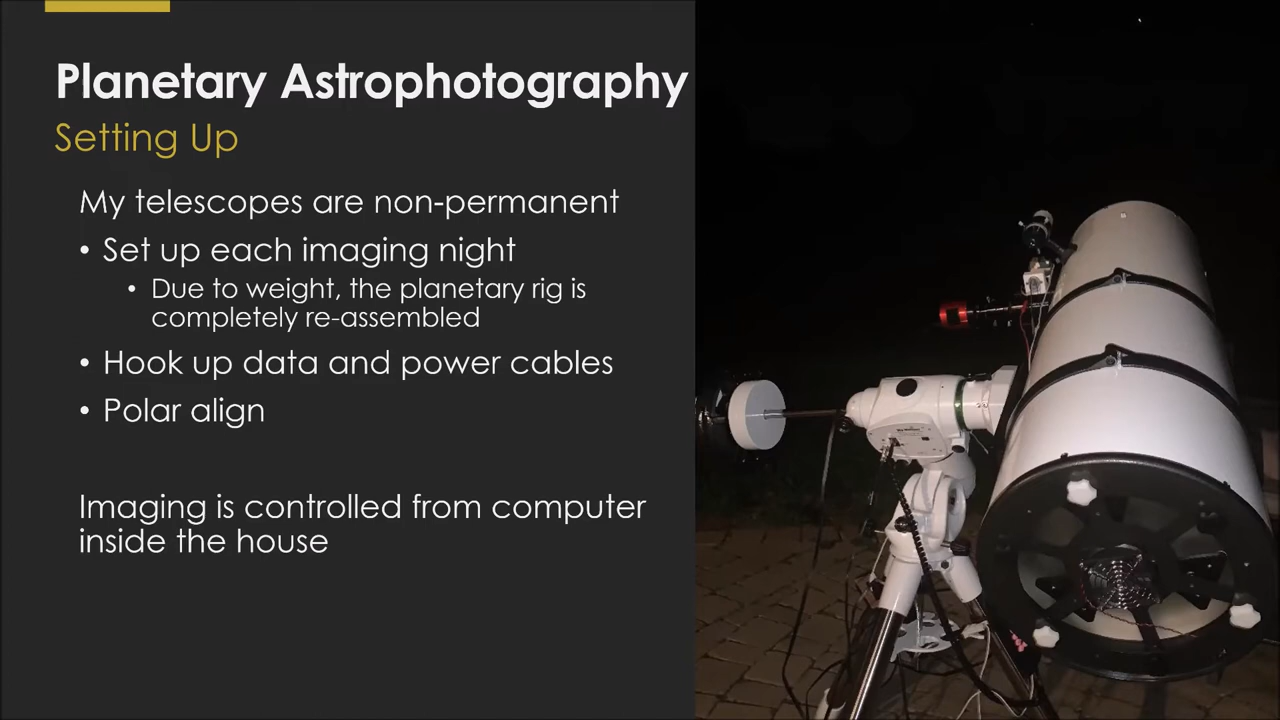 Planetary Astrophotography
Setting Up
My telescopes are non-permanent
• Set up each imaging night
• Due to weight, the planetary rig is
completely re-assembled
• Hook up data and power cables
• Polar align
Imaging is controlled from computer
inside the house